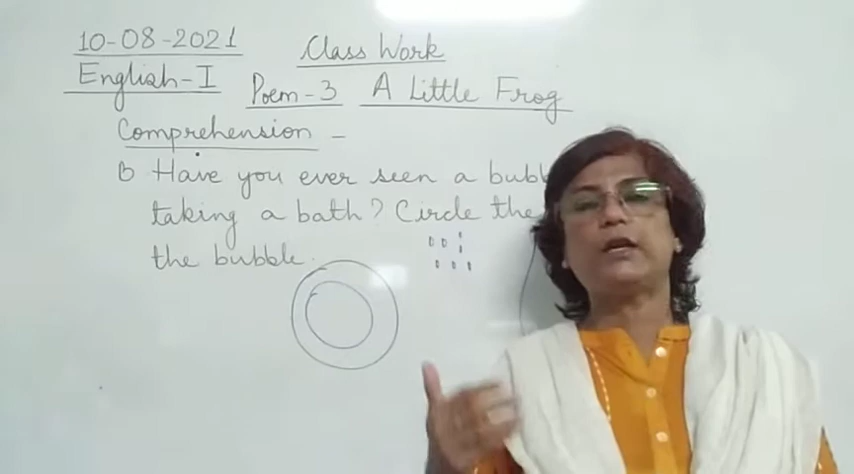 10-08-2021
Class Work
English-I
Poem-3 A Little Frog
Comprehension -
B Have you ever seen a bubb
taking a bath? Circle the
the bubble.